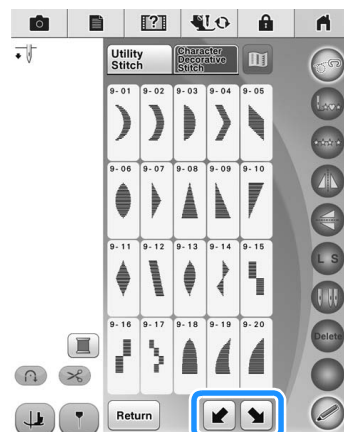 Utility
Stitch
Character
Decorative
Stitch
9-01 9-02 9-03 9-04 9-05
9-06 9-07 9-08 9-09 9-10
9-11 9-12 9-13 9-14 9-15
L S
9-16 9-17 9-18 9-19 9-20
Delete
Return